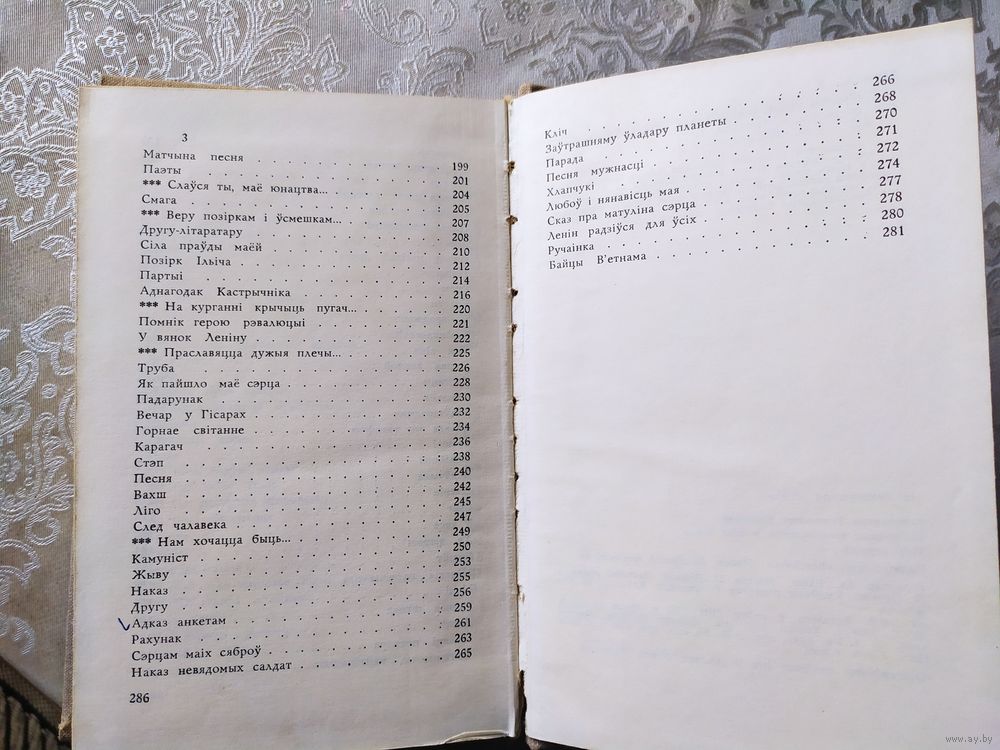 3
Матчына песня . . . . . . . . . . . . 199
Паэты . . . . . . . . . . . . 201
*** Слаўся ты, маё юнацтва... . . . . . . . . 204
Смага . . . . . . . . . . . . 205
*** Веру позіркам і ўсмешкам... . . . . . . . 207
Другу-літаратару . . . . . . . . . . . 208
Сіла праўды маёй . . . . . . . . . . . 210
Позірк Ільіча . . . . . . . . . . . . 212
Партыі . . . . . . . . . . . . 214
Аднагодак Кастрычніка . . . . . . . . . 216
*** На курганні крычыць пугач... . . . . . . 220
Помнік герою рэвалюцыі . . . . . . . . . 221
У вянок Леніну . . . . . . . . . . . 222
*** Праславяцца дужыя плечы... . . . . . . . 225
Труба . . . . . . . . . . . . 226
Як пайшло маё сэрца . . . . . . . . . . 228
Падарунак . . . . . . . . . . . . 230
Вечар у Гісарах . . . . . . . . . . . 232
Горнае світанне . . . . . . . . . . . 234
Карагач . . . . . . . . . . . . 236
Стэп . . . . . . . . . . . . 238
Песня . . . . . . . . . . . . 240
Вахш . . . . . . . . . . . . 242
Ліго . . . . . . . . . . . . 245
След чалавека . . . . . . . . . . . . 247
*** Нам хочацца быць... . . . . . . . . . 249
Камуніст . . . . . . . . . . . . 250
Жыву . . . . . . . . . . . . 253
Наказ . . . . . . . . . . . . 255
Другу . . . . . . . . . . . . 256
Адказ анкетам . . . . . . . . . . . . 259
Рахунак . . . . . . . . . . . . 261
Сэрцам маіх сяброў . . . . . . . . . . 263
Наказ невядомых салдат . . . . . . . . . 265
286
Кліч . . . . . . . . . . . . 266
Заўтрашняму ўладару планеты . . . . . . . . 268
Парада . . . . . . . . . . . . 270
Песня мужнасці . . . . . . . . . . . 271
Хлапчукі . . . . . . . . . . . . 272
Любоў і нянавісць мая . . . . . . . . . 274
Сказ пра матуліна сэрца . . . . . . . . . 277
Ленін радзіўся для ўсіх . . . . . . . . . 278
Ручаінка . . . . . . . . . . . . 280
Байцы В'етнама . . . . . . . . . . . 281
www.ay.by